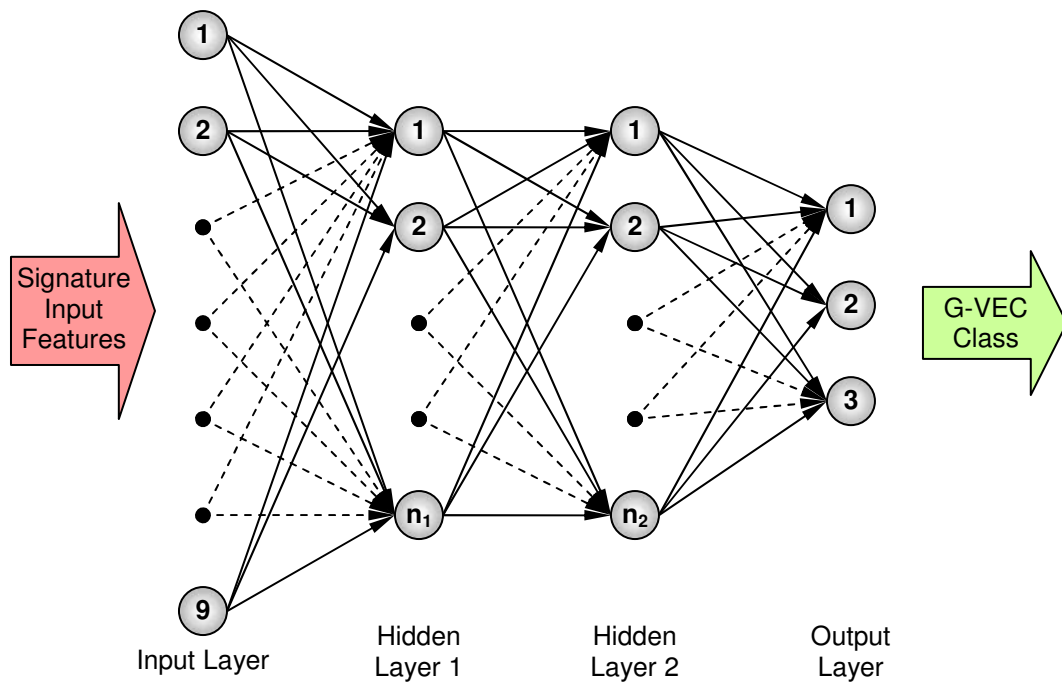 1
2
9
Signature
Input
Features
1
2
n₁
1
2
n₂
1
2
3
G-VEC
Class
Input Layer
Hidden
Layer 1
Hidden
Layer 2
Output
Layer